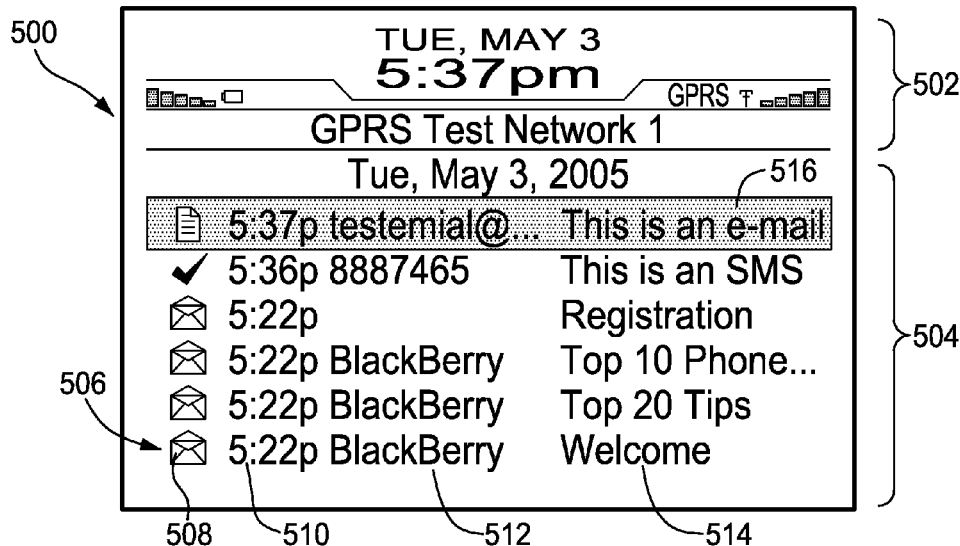 500
TUE, MAY 3
5:37pm
GPRS
502
GPRS Test Network 1
Tue, May 3, 2005
516
5:37p testemial@... This is an e-mail
5:36p 8887465 This is an SMS
5:22p Registration
504
5:22p BlackBerry Top 10 Phone...
506
5:22p BlackBerry Top 20 Tips
5:22p BlackBerry Welcome
508 510 512 514